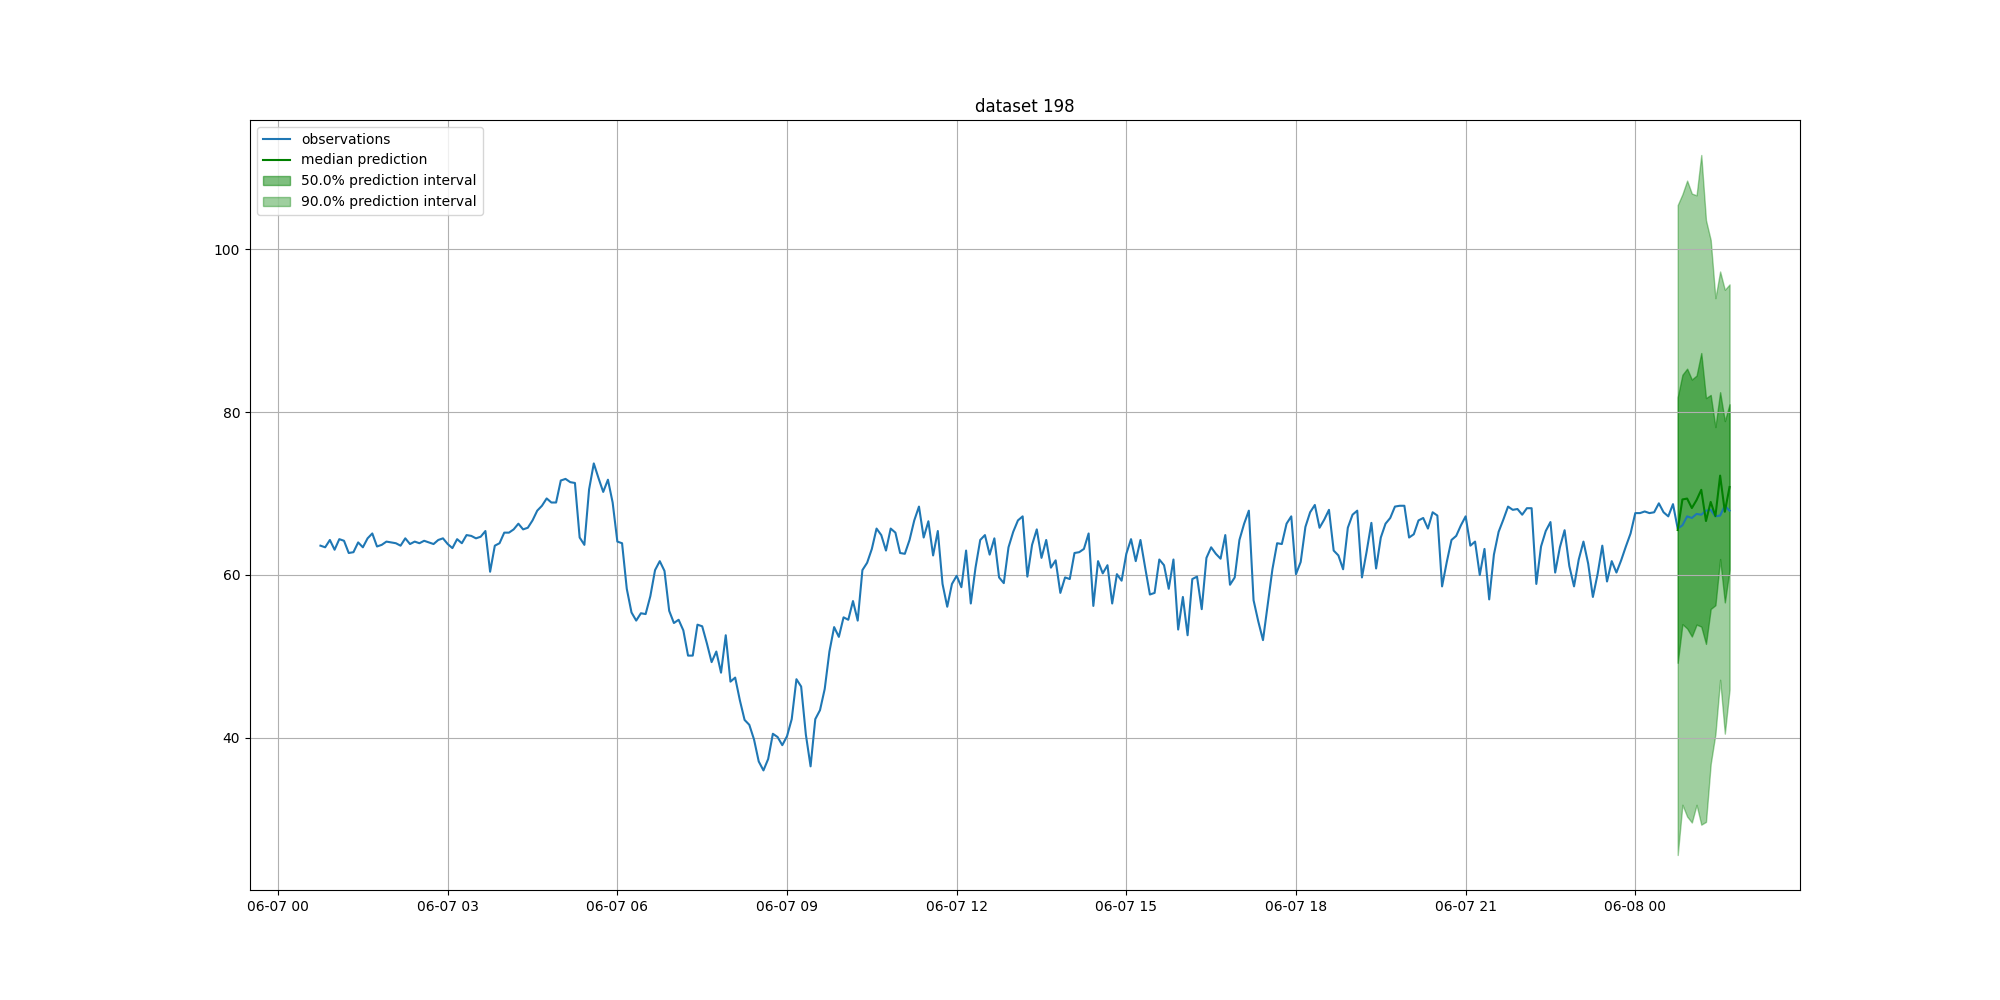 dataset 198
observations
median prediction
50.0% prediction interval
90.0% prediction interval
100
80
60
40
06-07 00 06-07 03 06-07 06 06-07 09 06-07 12 06-07 15 06-07 18 06-07 21 06-08 00